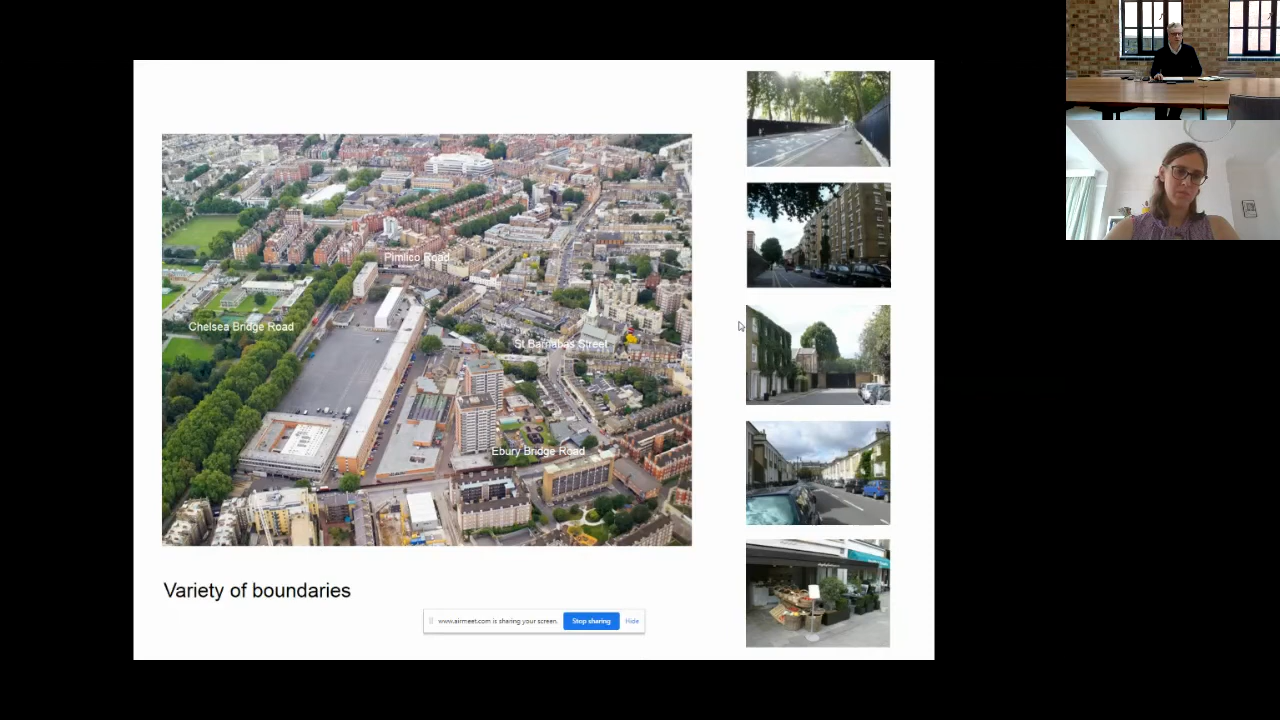 Pimlico Road
Chelsea Bridge Road
St Barnabas Street
Ebury Bridge Road
Variety of boundaries
www.airmeet.com is sharing your screen.
Stop sharing
Hide